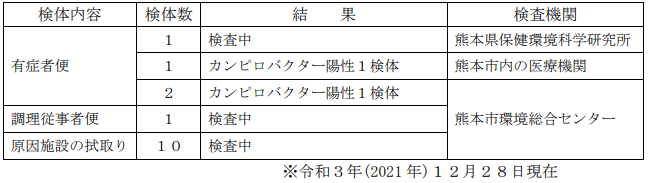 検体内容 検体数 結　果 検査機関
有症者便 １ 検査中 熊本県保健環境科学研究所
１ カンピロバクター陽性１検体 熊本市内の医療機関
２ カンピロバクター陽性１検体 熊本市環境総合センター
調理従事者便 １ 検査中
原因施設の拭取り １０ 検査中
※令和３年(2021年)１２月２８日現在